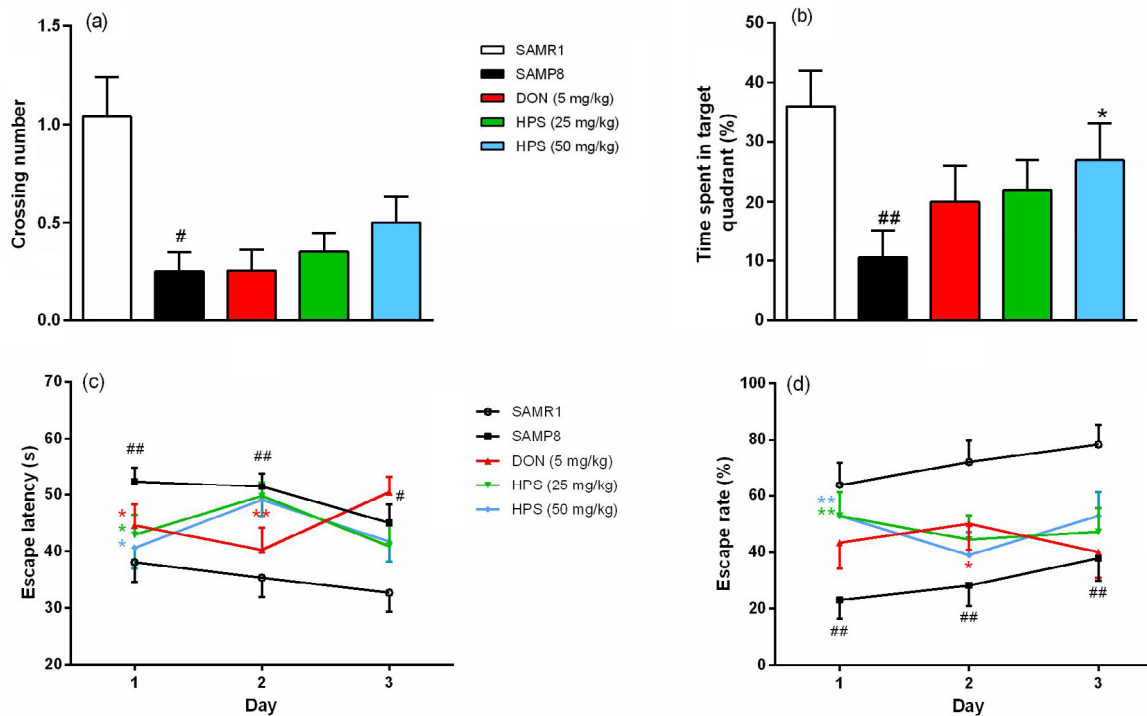 (a)
1.5
1.0
0.5
0.0
Crossing number
#
SAMR1
SAMP8
DON (5 mg/kg)
HPS (25 mg/kg)
HPS (50 mg/kg)
(b)
50
40
30
20
10
0
Time spent in target
quadrant (%)
##
*
(c)
70
60
50
40
30
20
Escape latency (s)
##
##
#
*
*
*
**
1
2
3
Day
SAMR1
SAMP8
DON (5 mg/kg)
HPS (25 mg/kg)
HPS (50 mg/kg)
(d)
100
80
60
40
20
0
Escape rate (%)
**
**
*
##
##
##
1
2
3
Day